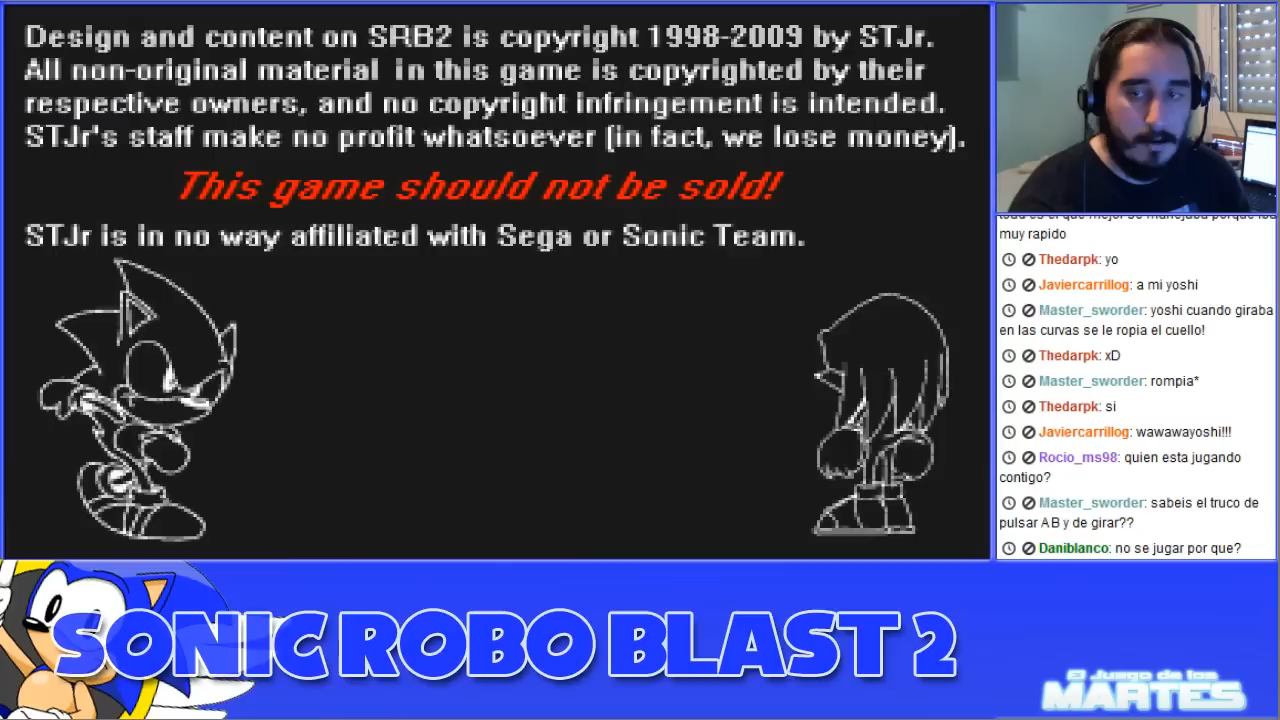 Design and content on SRB2 is copyright 1998-2009 by STJr.
All non-original material in this game is copyrighted by their
respective owners, and no copyright infringement is intended.
STJr's staff make no profit whatsoever (in fact, we lose money).
This game should not be sold!
STJr is in no way affiliated with Sega or Sonic Team.
muy rapido
Thedarpk: yo
Javiercarrillog: a mi yoshi
Master_sworder: yoshi cuando giraba
en las curvas se le ropia el cuello!
Thedarpk: xD
Master_sworder: rompia*
Thedarpk: si
Javiercarrillog: wawawayoshi!!!
Rocio_ms98: quien esta jugando
contigo?
Master_sworder: sabeis el truco de
pulsar A B y de girar??
Daniblanco: no se jugar por que?
SONIC ROBO BLAST 2
El Juego de los
MARTES